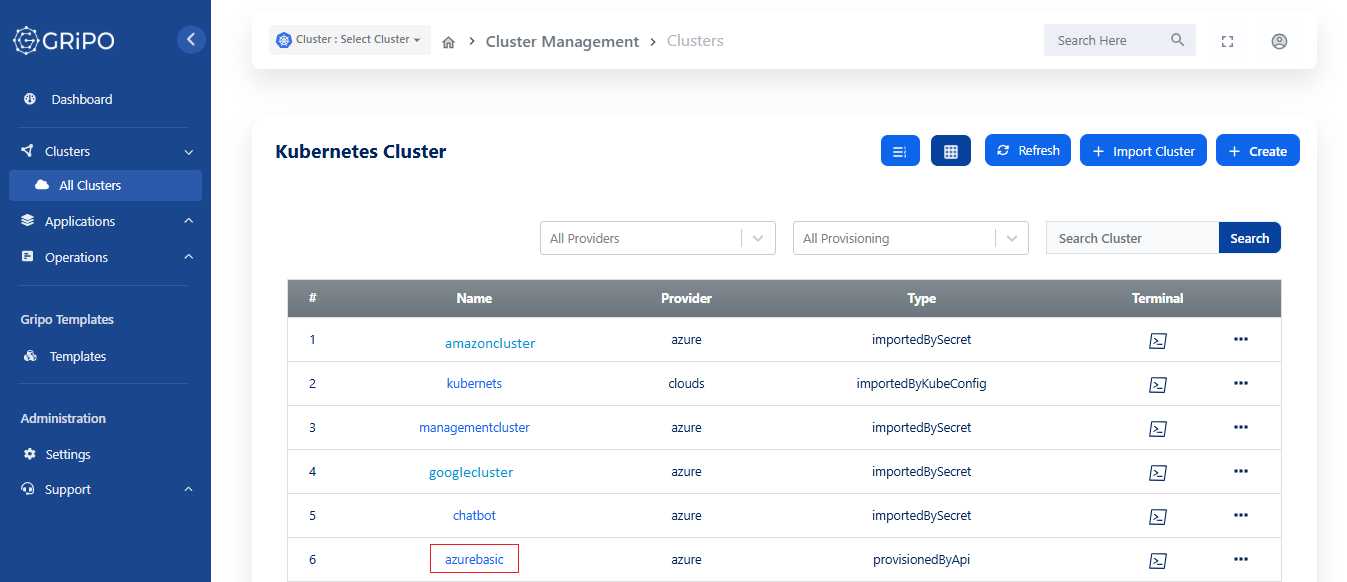 GRiPO
Cluster : Select Cluster
Cluster Management
Clusters
Search Here
Dashboard
Clusters
All Clusters
Applications
Operations
Gripo Templates
Templates
Administration
Settings
Support
Kubernetes Cluster
Refresh
+ Import Cluster
+ Create
All Providers
All Provisioning
Search Cluster
Search
# Name Provider Type Terminal
1 amazoncluster azure importedBySecret
2 kubernets clouds importedByKubeConfig
3 managementcluster azure importedBySecret
4 googlecluster azure importedBySecret
5 chatbot azure importedBySecret
6 azurebasic azure provisionedByApi